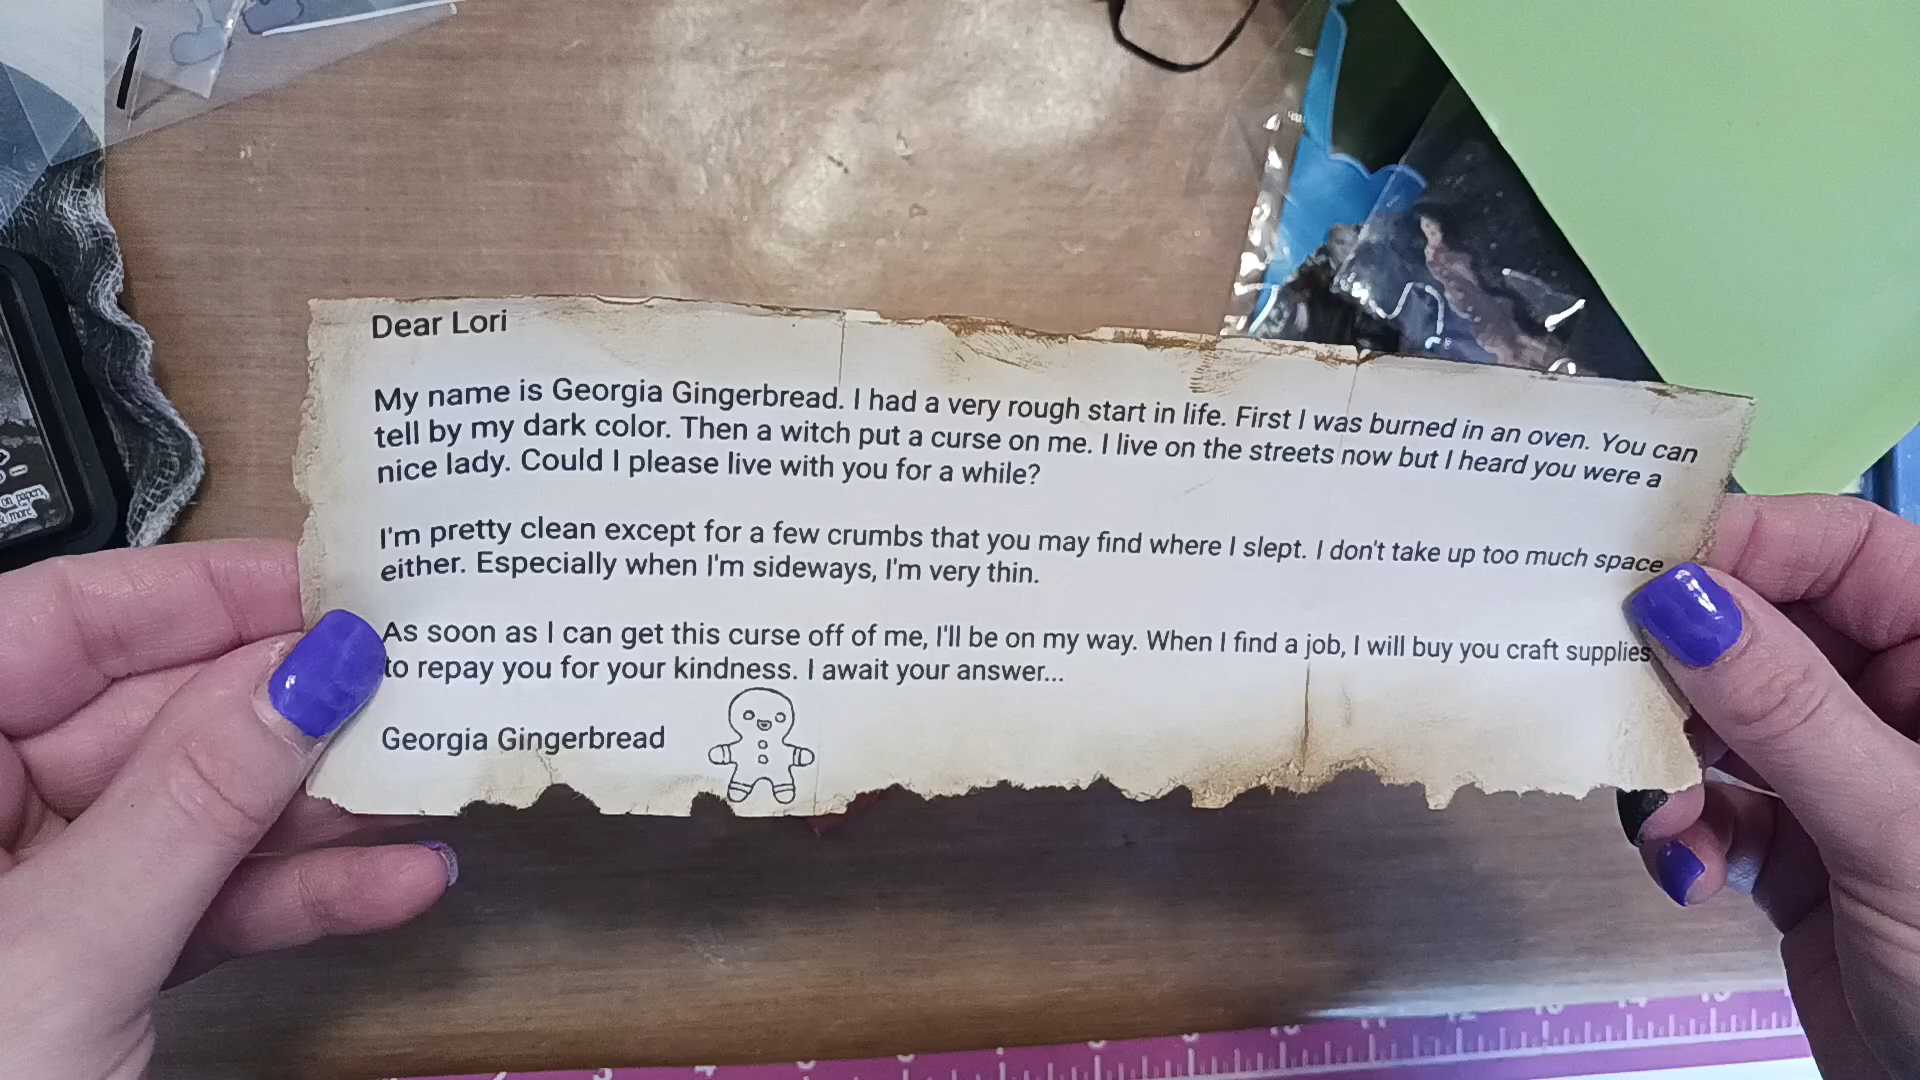 Dear Lori
My name is Georgia Gingerbread. I had a very rough start in life. First I was burned in an oven. You can
tell by my dark color. Then a witch put a curse on me. I live on the streets now but I heard you were a
nice lady. Could I please live with you for a while?
I'm pretty clean except for a few crumbs that you may find where I slept. I don't take up too much space
either. Especially when I'm sideways, I'm very thin.
As soon as I can get this curse off of me, I'll be on my way. When I find a job, I will buy you craft supplies
to repay you for your kindness. I await your answer...
Georgia Gingerbread
on paper,
& more!